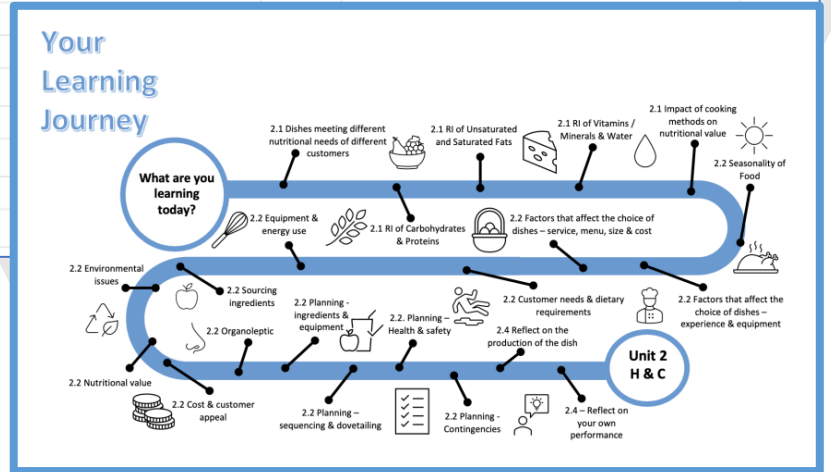 Your
Learning
Journey
What are you
learning
today?
2.1 Dishes meeting different
nutritional needs of different
customers
2.1 RI of Carbohydrates
& Proteins
2.1 RI of Unsaturated
and Saturated Fats
2.1 RI of Vitamins /
Minerals & Water
2.1 Impact of cooking
methods on
nutritional value
2.2 Seasonality of
Food
2.2 Factors that affect the
choice of dishes –
experience & equipment
2.2 Factors that affect the choice of
dishes – service, menu, size & cost
2.2 Customer needs & dietary
requirements
2.2 Equipment &
energy use
2.2 Sourcing
ingredients
2.2 Environmental
issues
2.2 Nutritional value
2.2 Cost & customer
appeal
2.2 Organoleptic
2.2 Planning -
ingredients &
equipment
2.2 Planning –
sequencing & dovetailing
2.2. Planning –
Health & safety
2.2 Planning -
Contingencies
2.4 Reflect on the
production of the dish
2.4 – Reflect on
your own
performance
Unit 2
H & C